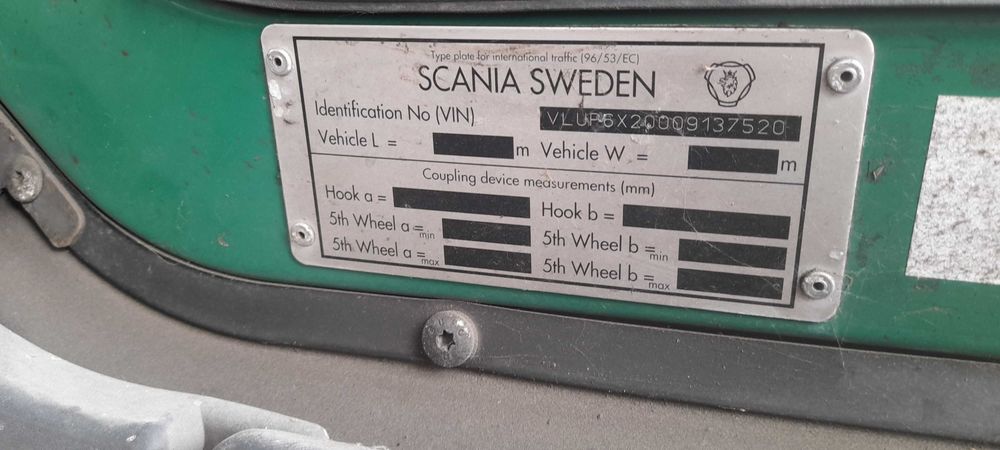 Type plate for international traffic (96/53/EC)
SCANIA SWEDEN
Identification No (VIN) VLUP6X20009137520
Vehicle L = m Vehicle W = m
Coupling device measurements (mm)
Hook a = Hook b =
5th Wheel a =min 5th Wheel b =min
5th Wheel a =max 5th Wheel b =max